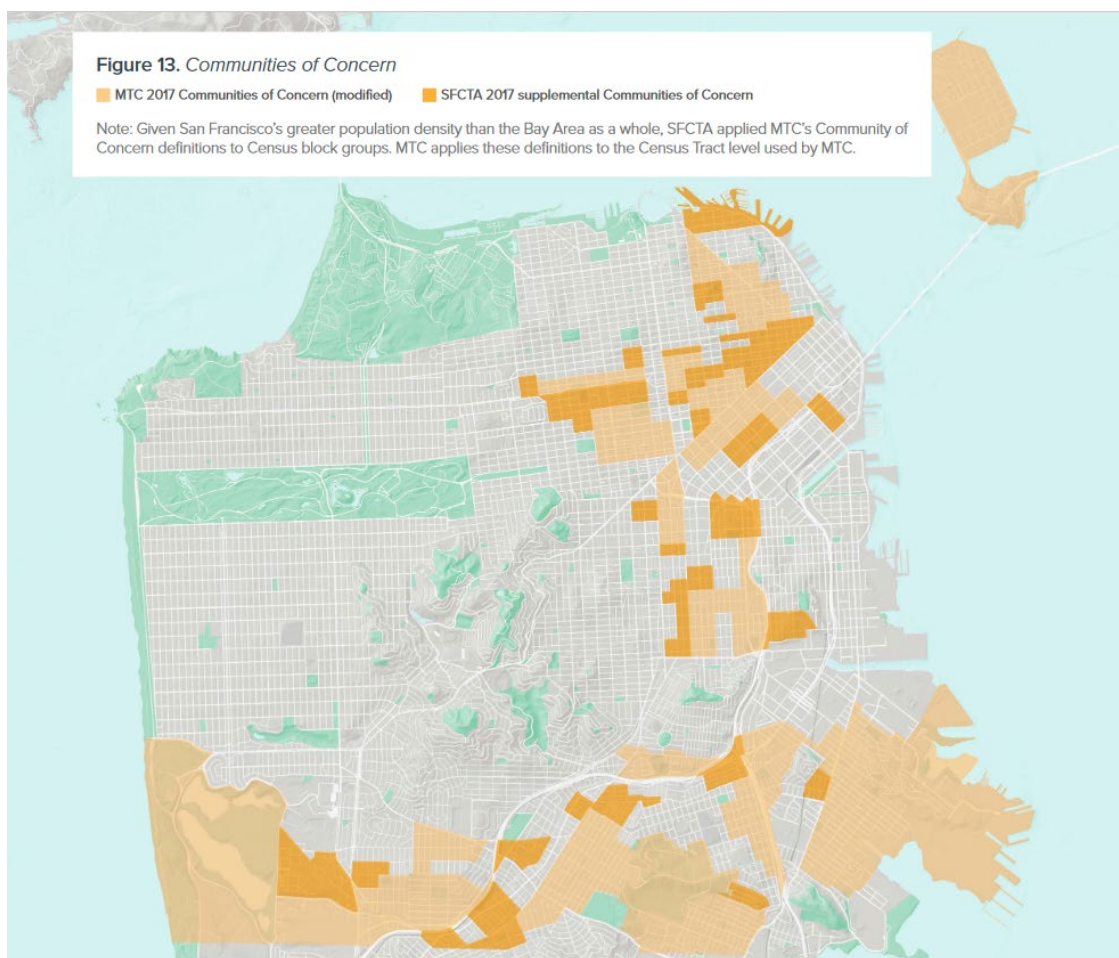 Figure 13. Communities of Concern
MTC 2017 Communities of Concern (modified) SFCTA 2017 supplemental Communities of Concern
Note: Given San Francisco's greater population density than the Bay Area as a whole, SFCTA applied MTC's Community of
Concern definitions to Census block groups. MTC applies these definitions to the Census Tract level used by MTC.